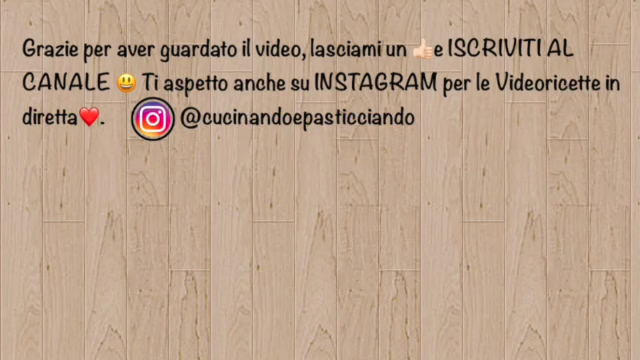 Grazie per aver guardato il video, lasciami un 👍🏻e ISCRIVITI AL
CANALE 😃 Ti aspetto anche su INSTAGRAM per le Videoricette in
diretta❤️. @cucinandoepasticciando